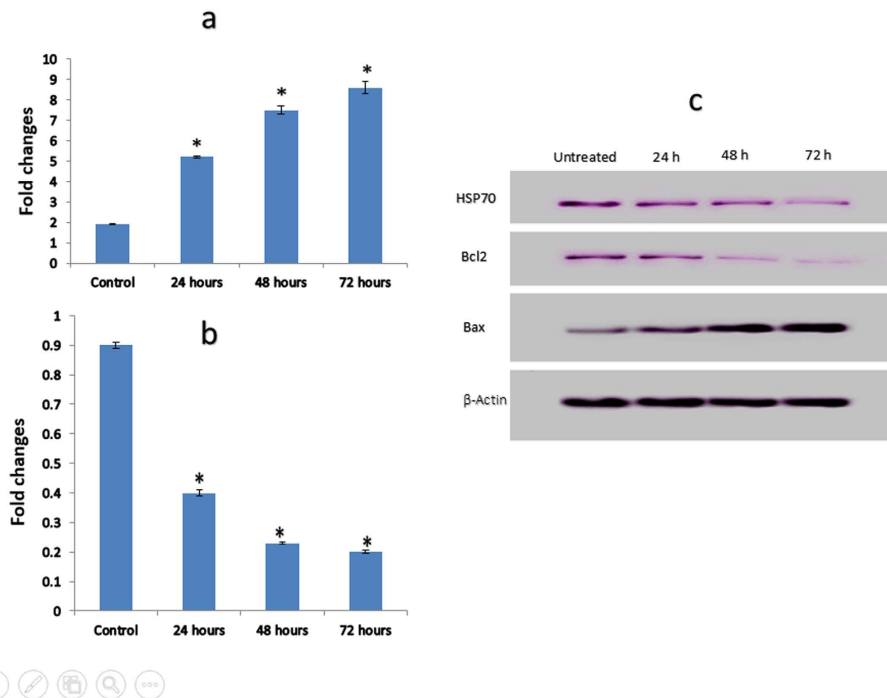 a
10
9
8
7
6
5
4
3
2
1
0
Fold changes
*
*
*
Control
24 hours
48 hours
72 hours
b
1
0.9
0.8
0.7
0.6
0.5
0.4
0.3
0.2
0.1
0
Fold changes
*
*
*
Control
24 hours
48 hours
72 hours
c
Untreated 24 h 48 h 72 h
HSP70
Bcl2
Bax
β-Actin